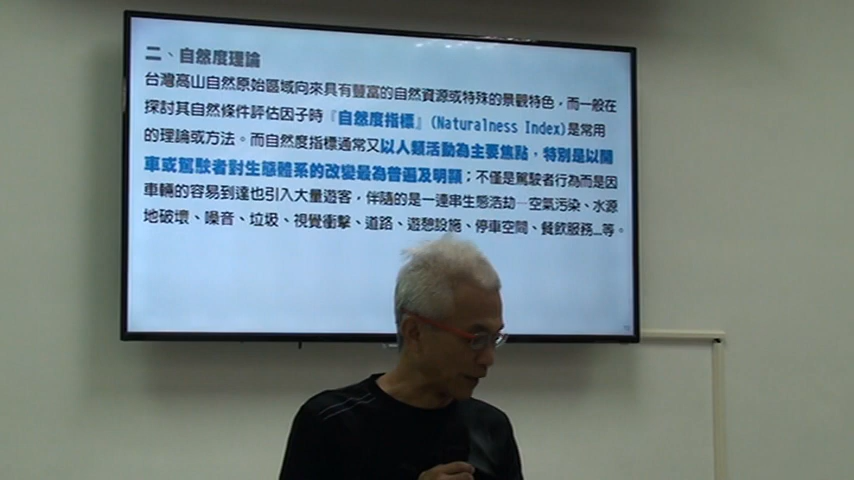 二、自然度理論
台灣高山自然原始區域向來具有豐富的自然資源或特殊的景觀特色，而一般在
探討其自然條件評估因子時『自然度指標』(Naturalness Index)是常用
的理論或方法。而自然度指標通常又以人類活動為主要焦點，特別是以開
車或駕駛者對生態體系的改變最為普遍及明顯；不僅是駕駛者行為而是因
車輛的容易到達也引入大量遊客，伴隨的是一連串生態浩劫…空氣污染、水源
地破壞、噪音、垃圾、視覺衝擊、道路、遊憩設施、停車空間、餐飲服務…等。